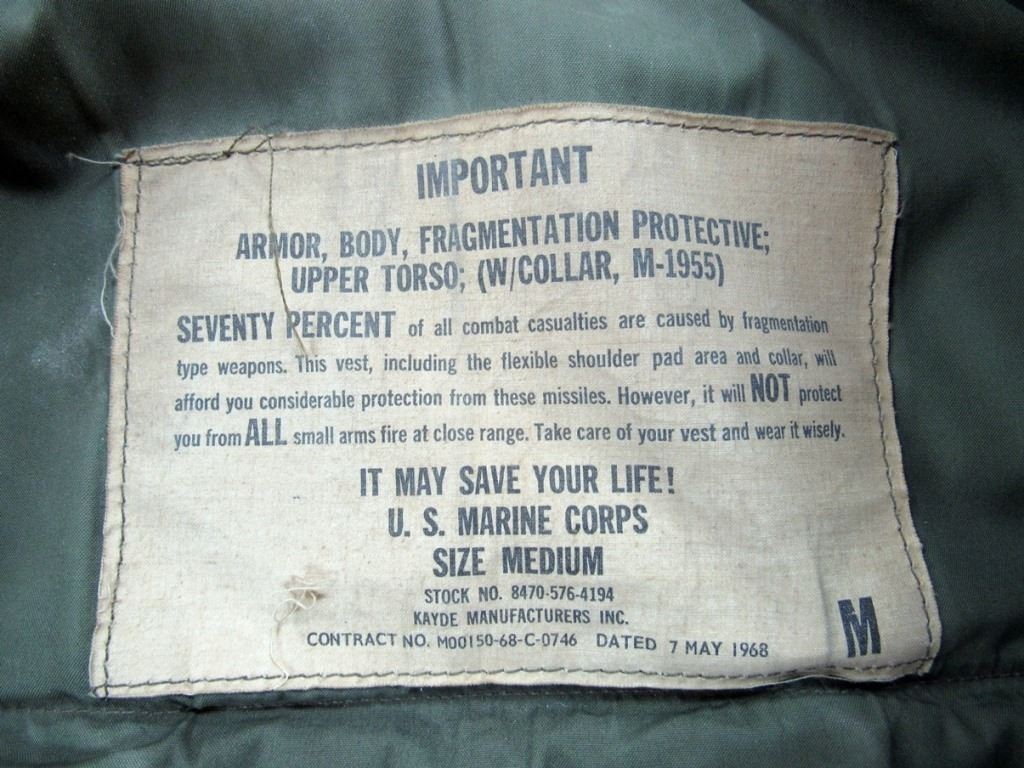 IMPORTANT
ARMOR, BODY, FRAGMENTATION PROTECTIVE;
UPPER TORSO; (W/COLLAR, M-1955)
SEVENTY PERCENT of all combat casualties are caused by fragmentation
type weapons. This vest, including the flexible shoulder pad area and collar, will
afford you considerable protection from these missiles. However, it will NOT protect
you from ALL small arms fire at close range. Take care of your vest and wear it wisely.
IT MAY SAVE YOUR LIFE!
U. S. MARINE CORPS
SIZE MEDIUM
STOCK NO. 8470-576-4194
KAYDE MANUFACTURERS INC.
CONTRACT NO. M00150-68-C-0746 DATED 7 MAY 1968
M